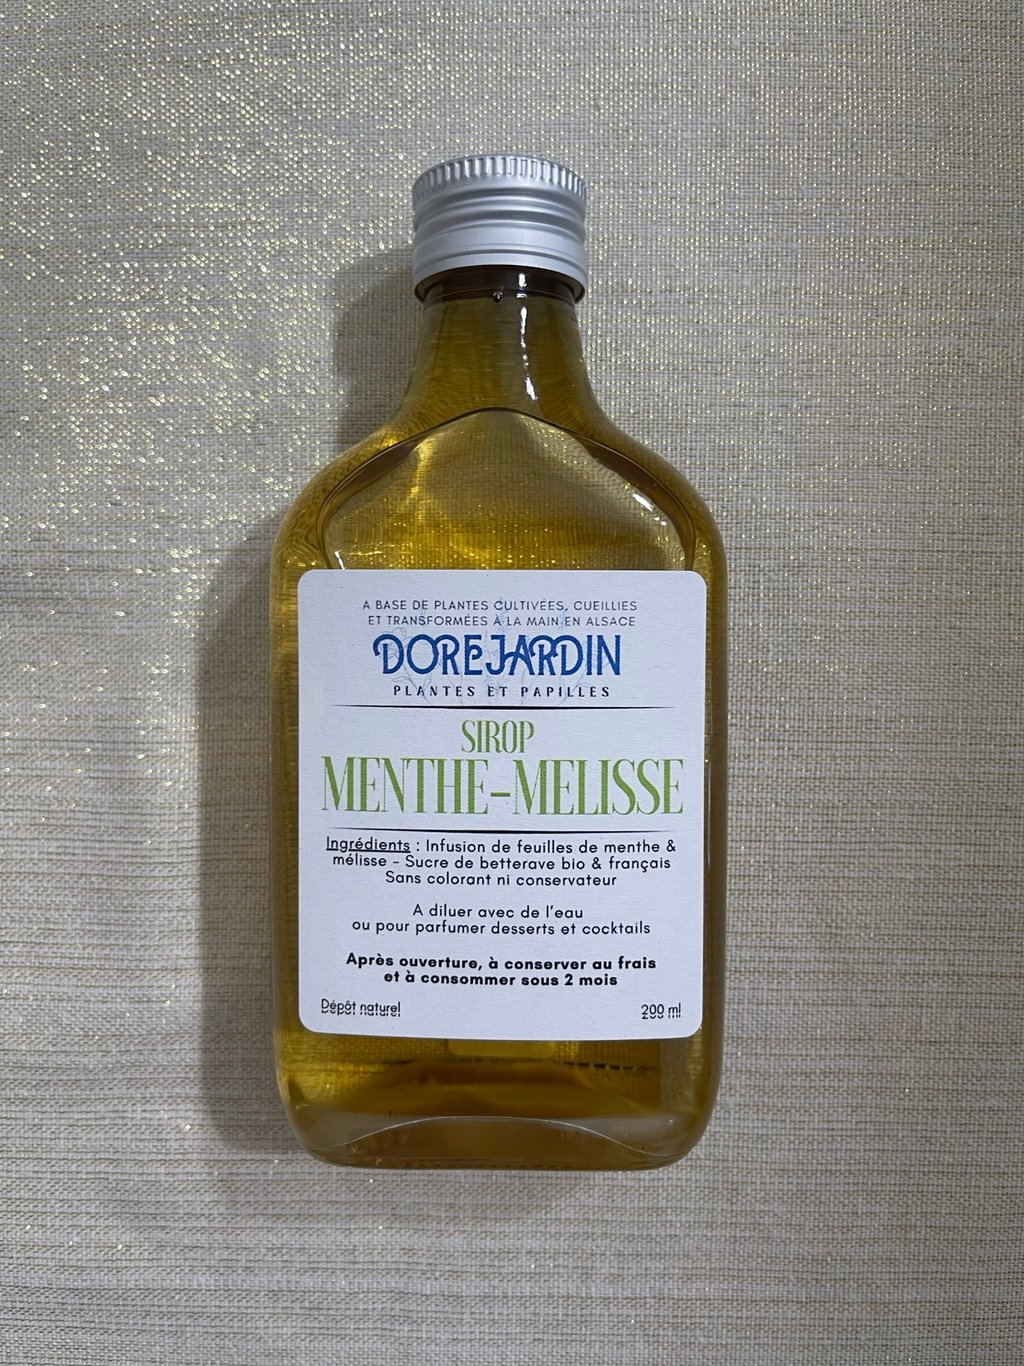 A BASE DE PLANTES CULTIVÉES, CUEILLIES
ET TRANSFORMÉES À LA MAIN EN ALSACE
DOREJARDIN
PLANTES ET PAPILLES
SIROP
MENTHE-MELISSE
Ingrédients : Infusion de feuilles de menthe &
mélisse - Sucre de betterave bio & français
Sans colorant ni conservateur
A diluer avec de l'eau
ou pour parfumer desserts et cocktails
Après ouverture, à conserver au frais
et à consommer sous 2 mois
Dépôt naturel
200 ml